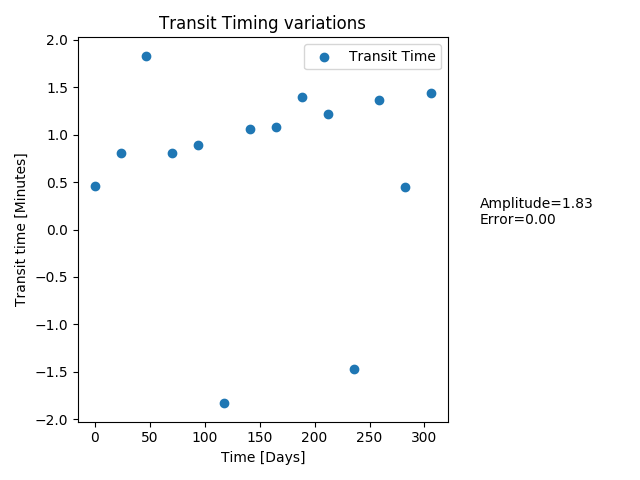 Transit Timing variations
Transit Time
Transit time [Minutes]
2.0
1.5
1.0
0.5
0.0
−0.5
−1.0
−1.5
−2.0
0
50
100
150
200
250
300
Time [Days]
Amplitude=1.83
Error=0.00